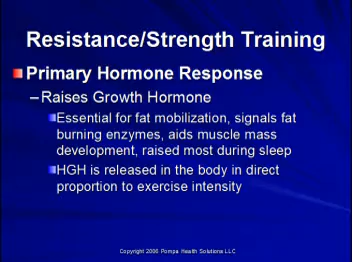 Resistance/Strength Training
Primary Hormone Response
–Raises Growth Hormone
Essential for fat mobilization, signals fat
burning enzymes, aids muscle mass
development, raised most during sleep
HGH is released in the body in direct
proportion to exercise intensity
Copyright 2006 Pompa Health Solutions LLC